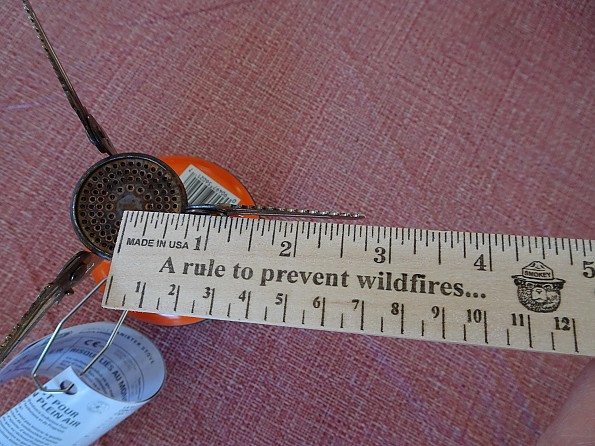 MADE IN USA 1 2 3 4 5
A rule to prevent wildfires...
SMOKEY
1 2 3 4 5 6 7 8 9 10 11 12
POUR
PLEIN AIR